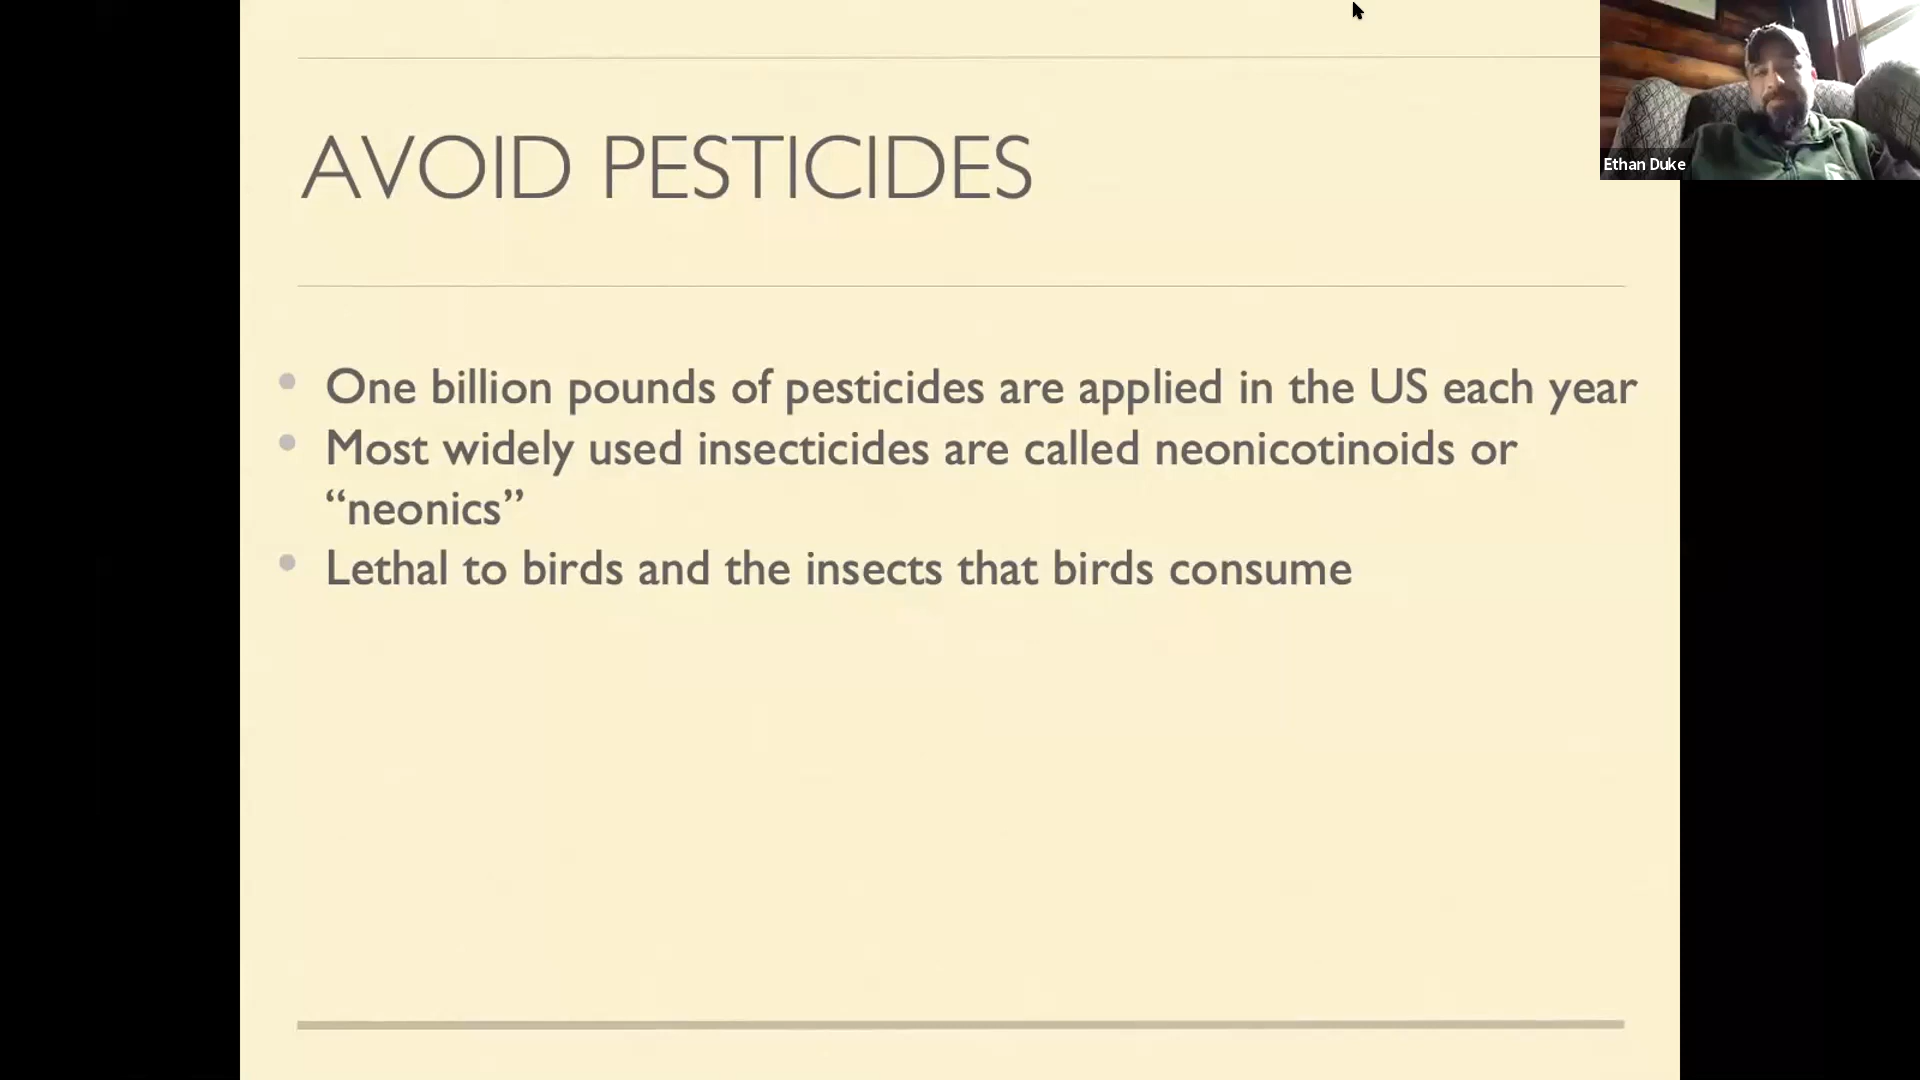 AVOID PESTICIDES
Ethan Duke
One billion pounds of pesticides are applied in the US each year
Most widely used insecticides are called neonicotinoids or
“neonics”
Lethal to birds and the insects that birds consume